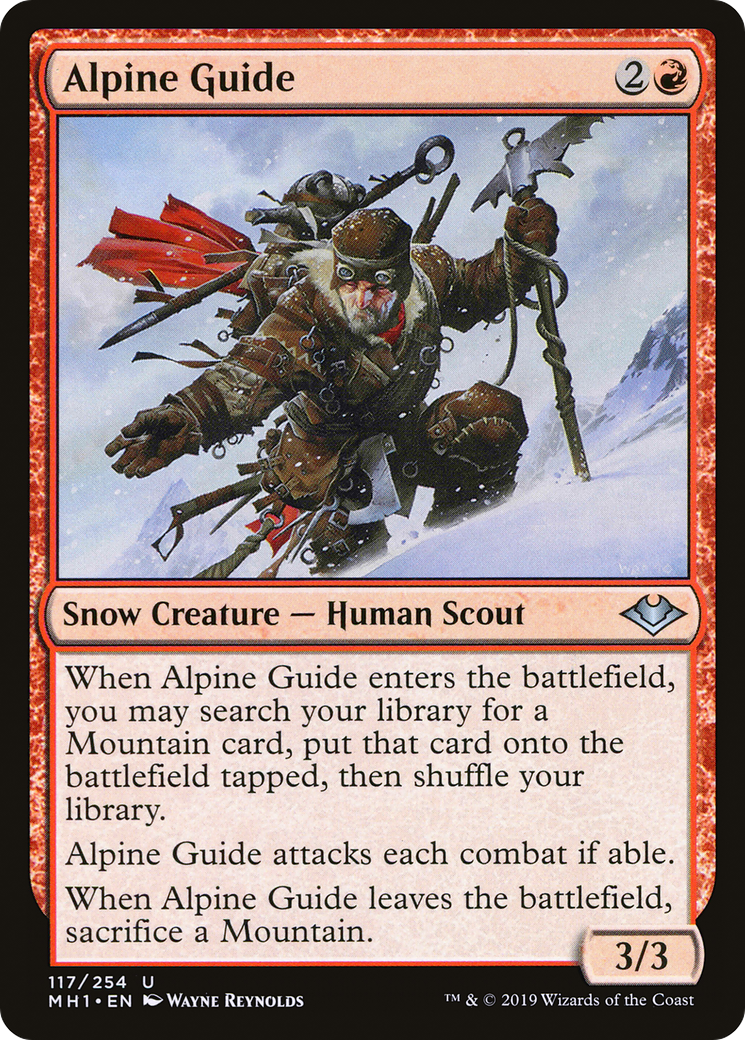 Alpine Guide 2
Snow Creature — Human Scout
When Alpine Guide enters the battlefield,
you may search your library for a
Mountain card, put that card onto the
battlefield tapped, then shuffle your
library.
Alpine Guide attacks each combat if able.
When Alpine Guide leaves the battlefield,
sacrifice a Mountain.
3/3
117/254 U
MH1 • EN Wayne Reynolds
™ & © 2019 Wizards of the Coast